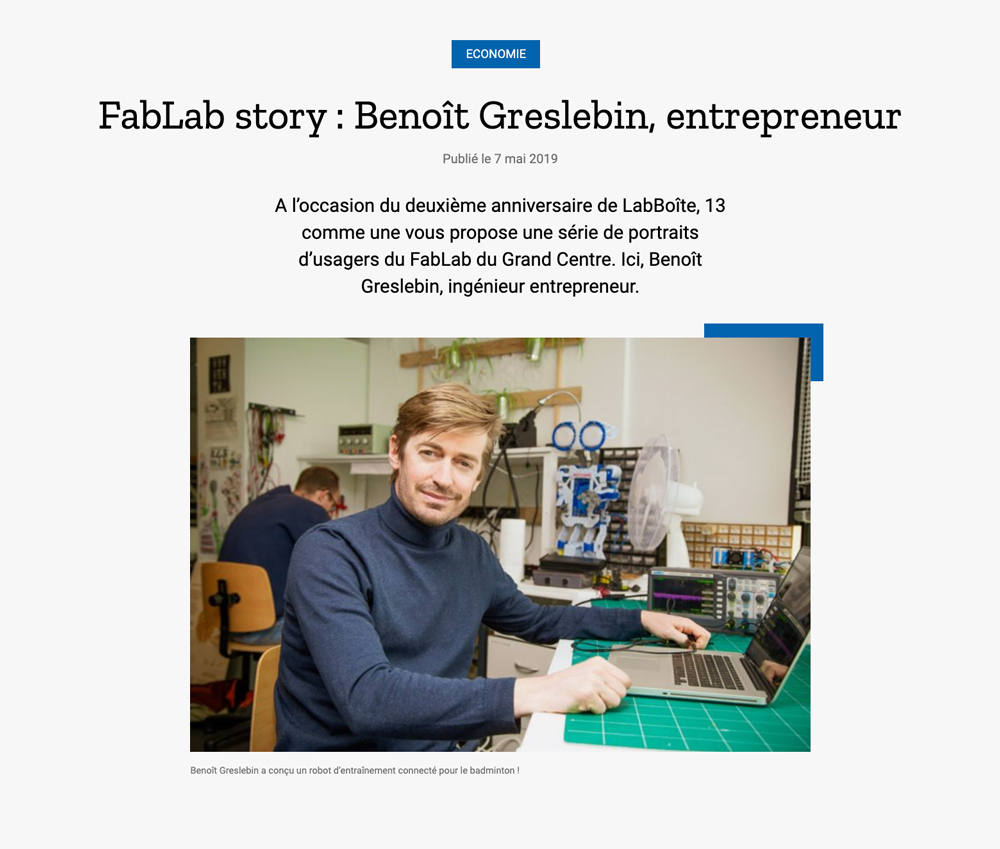 ECONOMIE
FabLab story : Benoît Greslebin, entrepreneur
Publié le 7 mai 2019
A l’occasion du deuxième anniversaire de LabBoîte, 13
comme une vous propose une série de portraits
d’usagers du FabLab du Grand Centre. Ici, Benoît
Greslebin, ingénieur entrepreneur.
Benoît Greslebin a conçu un robot d’entraînement connecté pour le badminton !